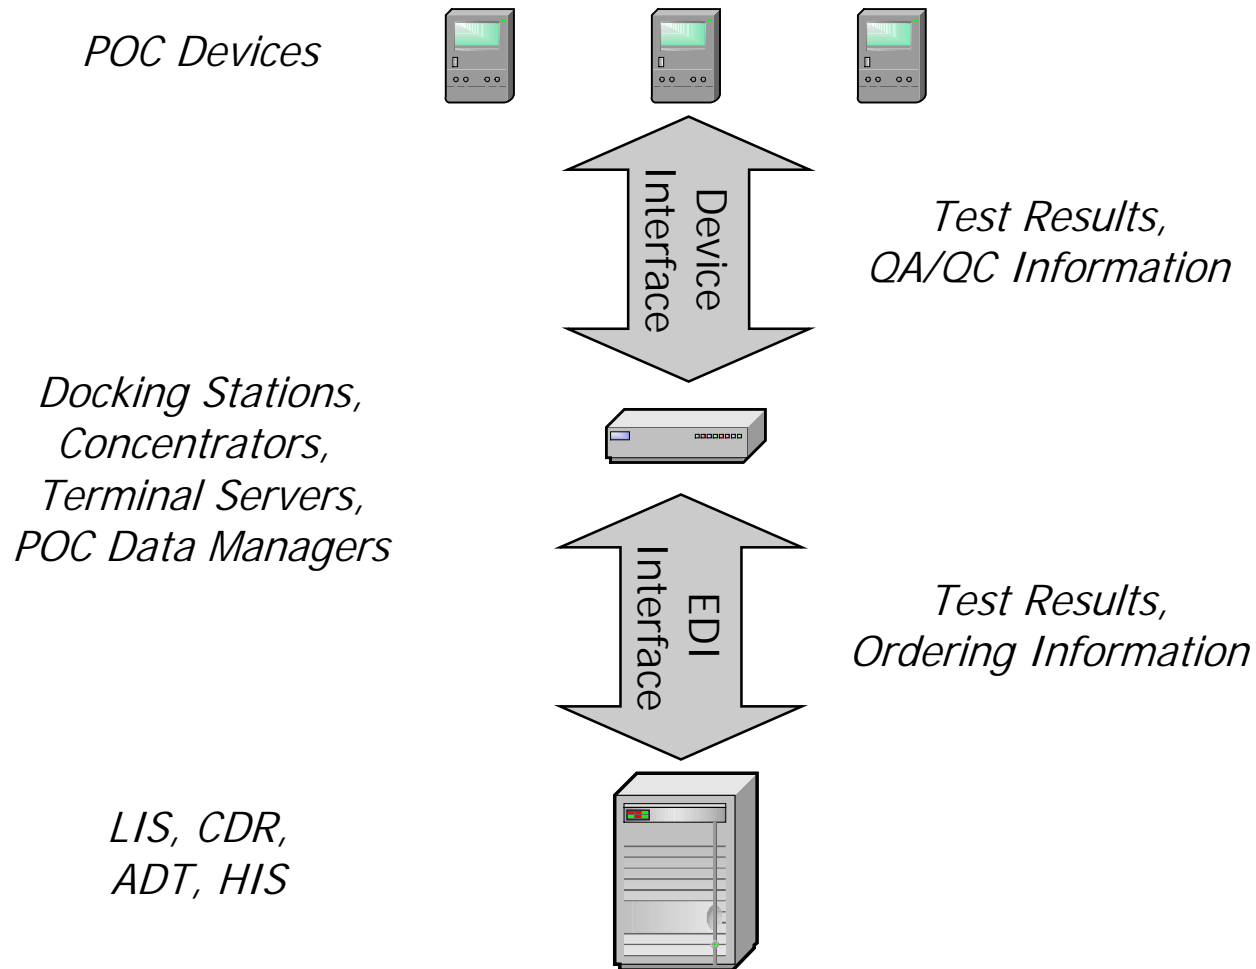 POC Devices
Device
Interface
Test Results,
QA/QC Information
Docking Stations,
Concentrators,
Terminal Servers,
POC Data Managers
EDI
Interface
Test Results,
Ordering Information
LIS, CDR,
ADT, HIS